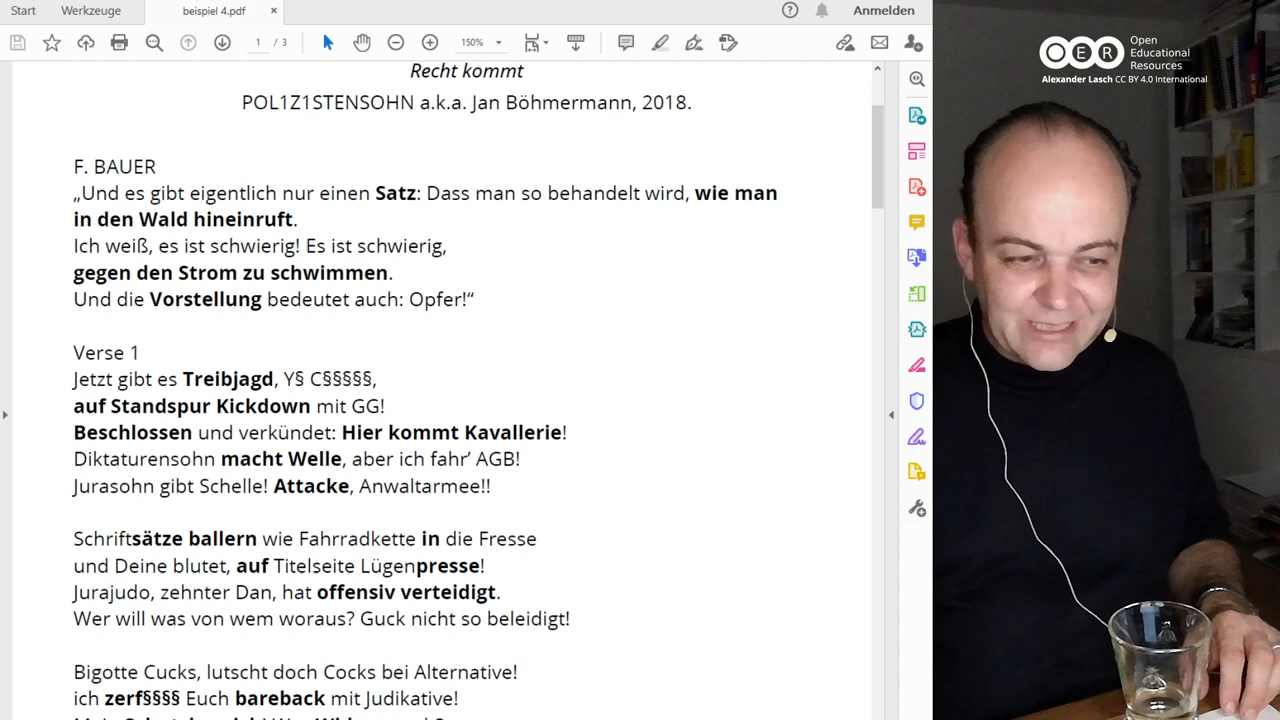 Start Werkzeuge beispiel 4.pdf × Anmelden
1 / 3 150%
OER Open
Educational
Resources
Alexander Lasch CC BY 4.0 International
Recht kommt
POL1Z1STENSOHN a.k.a. Jan Böhmermann, 2018.
F. BAUER
„Und es gibt eigentlich nur einen Satz: Dass man so behandelt wird, wie man
in den Wald hineinruft.
Ich weiß, es ist schwierig! Es ist schwierig,
gegen den Strom zu schwimmen.
Und die Vorstellung bedeutet auch: Opfer!“
Verse 1
Jetzt gibt es Treibjagd, Y§ C§§§§§,
auf Standspur Kickdown mit GG!
Beschlossen und verkündet: Hier kommt Kavallerie!
Diktaturensohn macht Welle, aber ich fahr’ AGB!
Jurasohn gibt Schelle! Attacke, Anwaltarmee!!
Schriftsätze ballern wie Fahrradkette in die Fresse
und Deine blutet, auf Titelseite Lügenpresse!
Jurajudo, zehnter Dan, hat offensiv verteidigt.
Wer will was von wem woraus? Guck nicht so beleidigt!
Bigotte Cucks, lutscht doch Cocks bei Alternative!
ich zerf§§§§ Euch bareback mit Judikative!